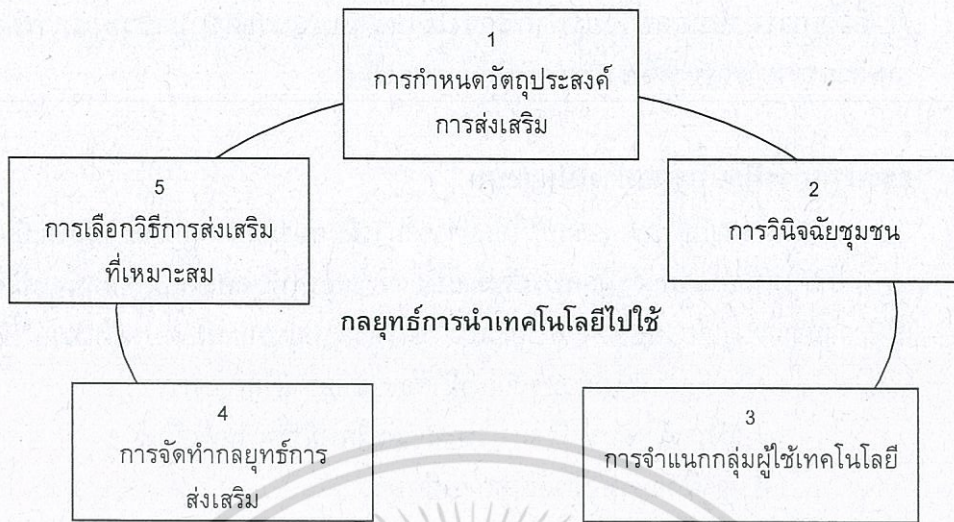 1
การกำหนดวัตถุประสงค์
การส่งเสริม
5
การเลือกวิธีการส่งเสริม
ที่เหมาะสม
2
การวินิจฉัยชุมชน
กลยุทธ์การนำเทคโนโลยีไปใช้
4
การจัดทำกลยุทธ์การ
ส่งเสริม
3
การจำแนกกลุ่มผู้ใช้เทคโนโลยี